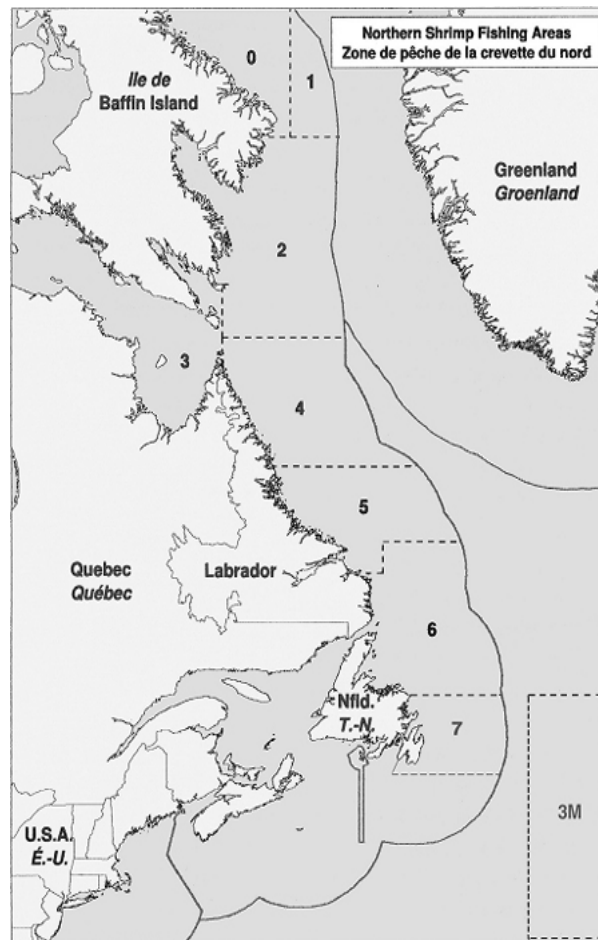 Northern Shrimp Fishing Areas
Zone de pêche de la crevette du nord
0
1
Ile de
Baffin Island
Greenland
Groenland
2
3
4
5
Quebec
Québec
Labrador
6
Nfld.
T.-N.
7
3M
U.S.A.
É.-U.